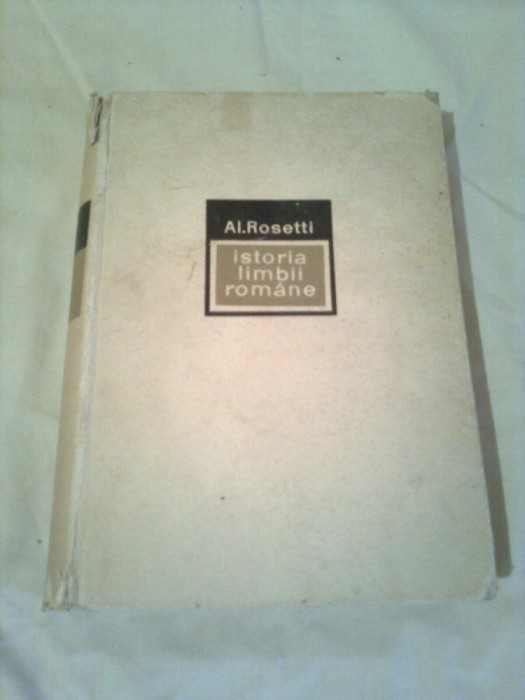 Al.Rosetti
istoria
limbii
române